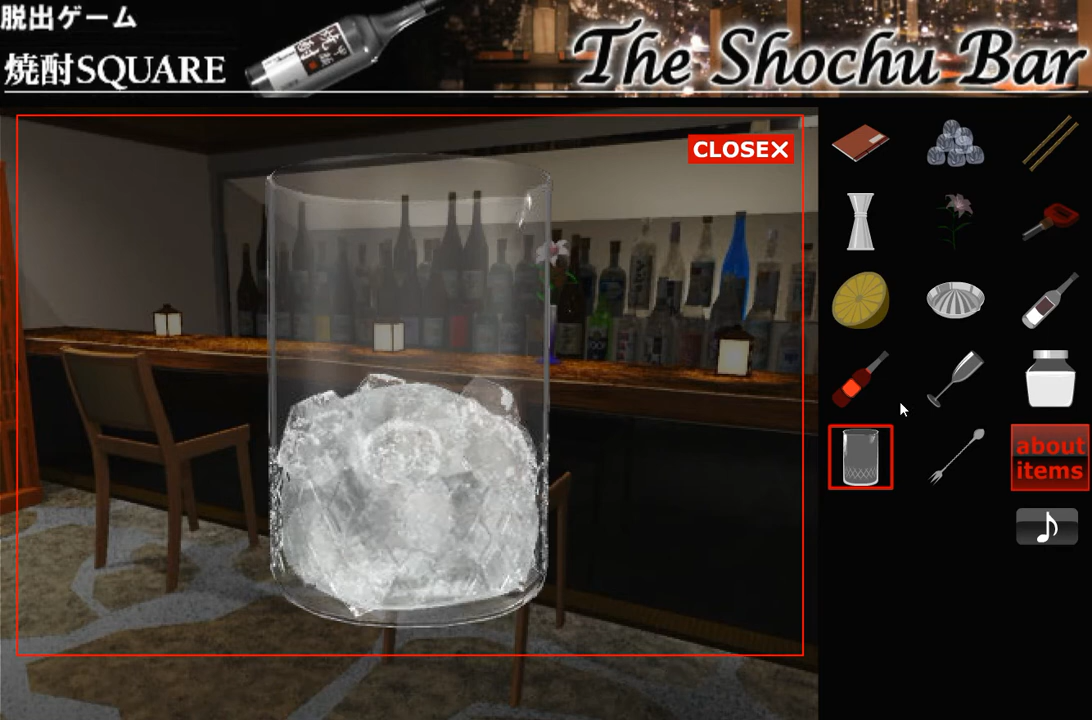 脱出ゲーム
焼酎SQUARE
The Shochu Bar
CLOSE×
about
items